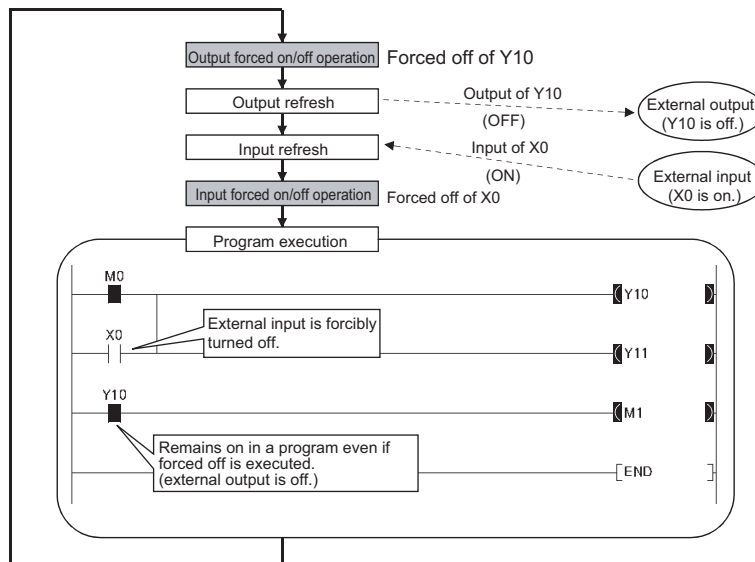 Output forced on/off operation
Forced off of Y10
Output refresh
Output of Y10
(OFF)
External output
(Y10 is off.)
Input refresh
Input of X0
(ON)
External input
(X0 is on.)
Input forced on/off operation
Forced off of X0
Program execution
M0
Y10
X0
External input is forcibly
turned off.
Y11
Y10
M1
Remains on in a program even if
forced off is executed.
(external output is off.)
[END ]